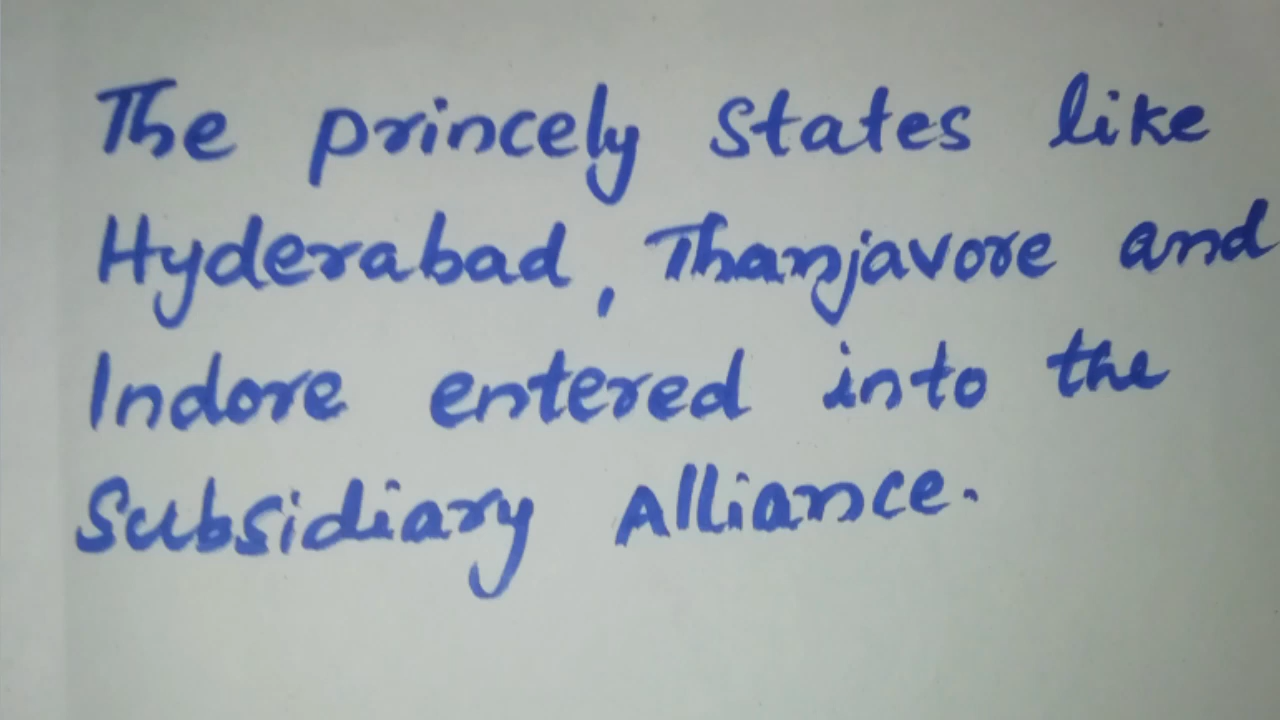 The princely states like
Hyderabad, Thanjavore and
Indore entered into the
Subsidiary Alliance.